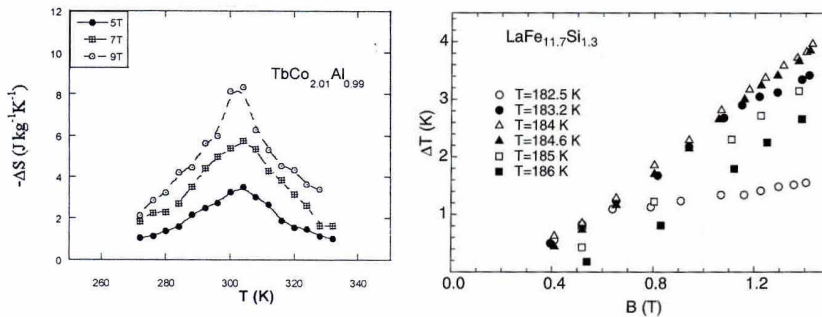 5T
7T
9T
TbCo2.01Al0.99
-ΔS (J kg-1K-1)
12
10
8
6
4
2
0
260 280 300 320 340 360
T (K)
LaFe11.7Si1.3
T=182.5 K
T=183.2 K
T=184 K
T=184.6 K
T=185 K
T=186 K
ΔT (K)
4
3
2
1
0.0 0.4 0.8 1.2
B (T)